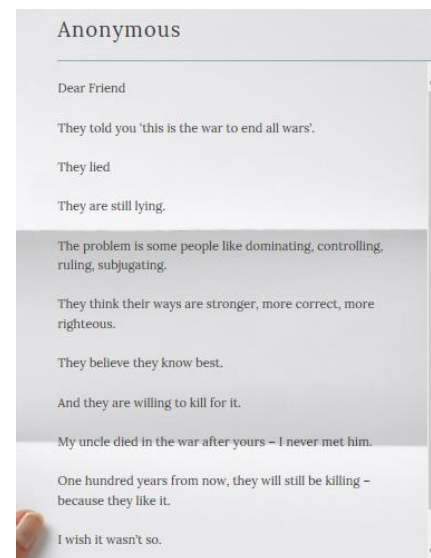 Anonymous
Dear Friend
They told you ‘this is the war to end all wars’.
They lied
They are still lying.
The problem is some people like dominating, controlling,
ruling, subjugating.
They think their ways are stronger, more correct, more
righteous.
They believe they know best.
And they are willing to kill for it.
My uncle died in the war after yours – I never met him.
One hundred years from now, they will still be killing –
because they like it.
I wish it wasn’t so.